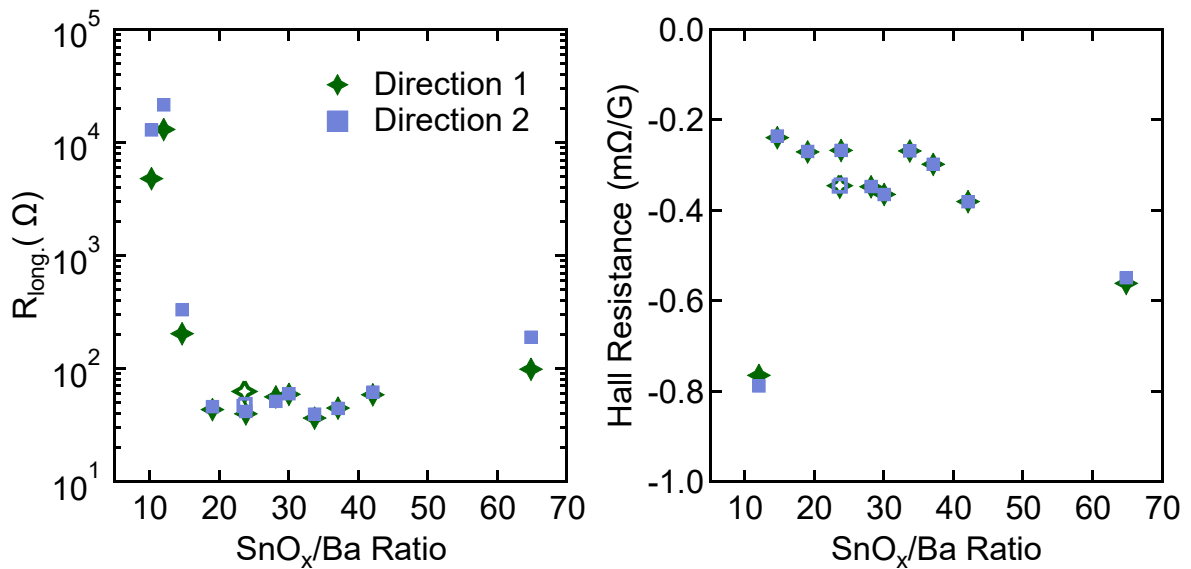 10^5
10^4
10^3
10^2
10^1
R_long.( Ω)
Direction 1
Direction 2
10 20 30 40 50 60 70
SnO_x/Ba Ratio
0.0
-0.2
-0.4
-0.6
-0.8
-1.0
Hall Resistance (mΩ/G)
10 20 30 40 50 60 70
SnO_x/Ba Ratio